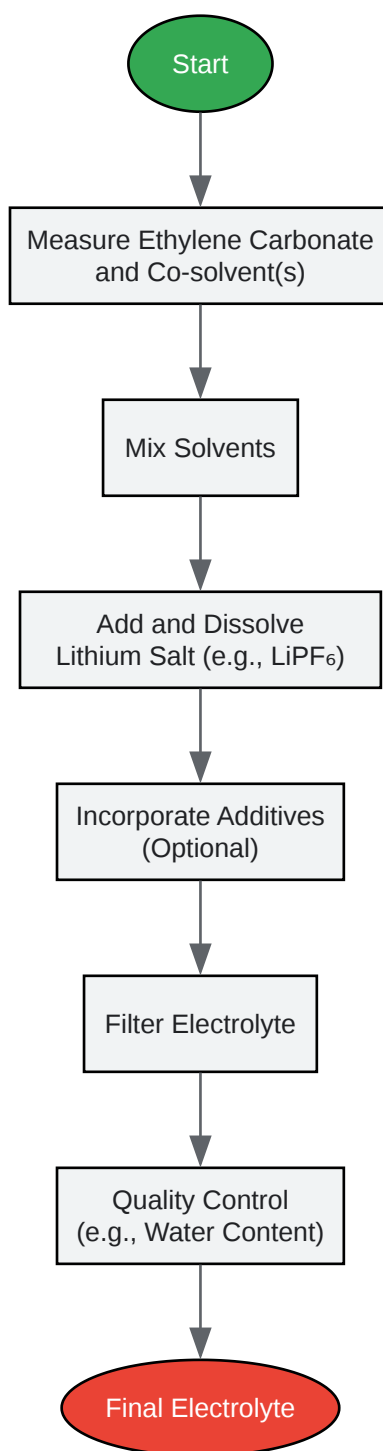 Start
Measure Ethylene Carbonate
and Co-solvent(s)
Mix Solvents
Add and Dissolve
Lithium Salt (e.g., LiPF₆)
Incorporate Additives
(Optional)
Filter Electrolyte
Quality Control
(e.g., Water Content)
Final Electrolyte